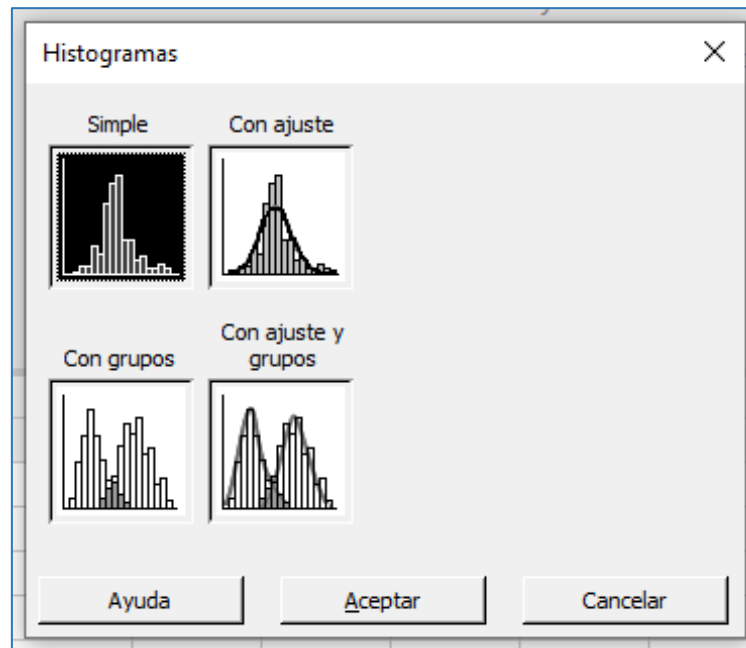 Histogramas
Simple
Con ajuste
Con grupos
Con ajuste y
grupos
Ayuda
Aceptar
Cancelar